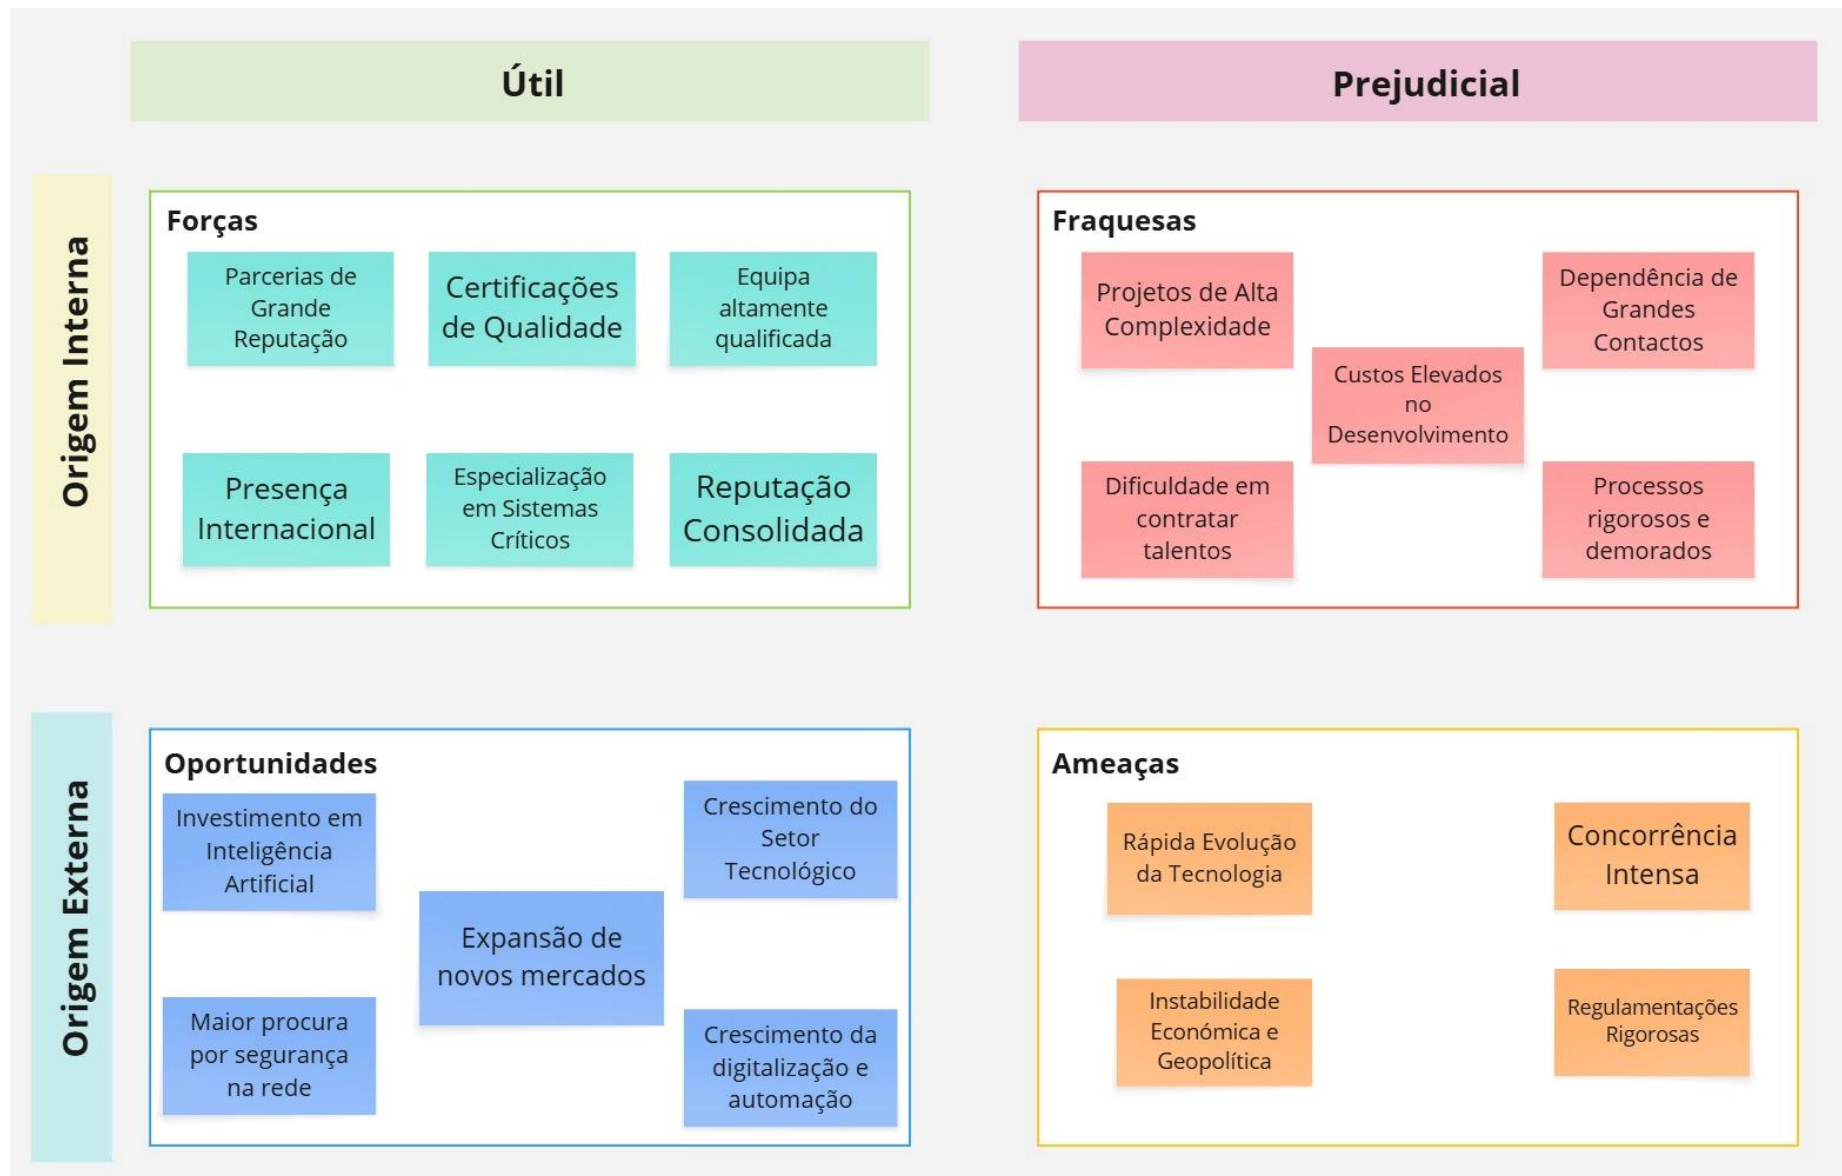 Útil
Prejudicial
Origem Interna
Forças
Parcerias de
Grande
Reputação
Certificações
de Qualidade
Equipa
altamente
qualificada
Presença
Internacional
Especialização
em Sistemas
Críticos
Reputação
Consolidada
Fraquesas
Projetos de Alta
Complexidade
Dependência de
Grandes
Contactos
Custos Elevados
no
Desenvolvimento
Dificuldade em
contratar
talentos
Processos
rigorosos e
demorados
Origem Externa
Oportunidades
Investimento em
Inteligência
Artificial
Crescimento do
Setor
Tecnológico
Expansão de
novos mercados
Maior procura
por segurança
na rede
Crescimento da
digitalização e
automação
Ameaças
Rápida Evolução
da Tecnologia
Concorrência
Intensa
Instabilidade
Económica e
Geopolítica
Regulamentações
Rigorosas